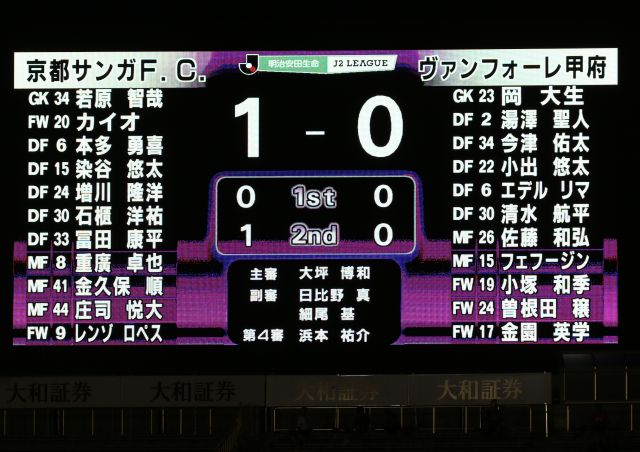 京都サンガF.C.
明治安田生命 J2 LEAGUE
ヴァンフォーレ甲府
GK 34 若原 智哉
FW 20 カイオ
DF 6 本多 勇喜
DF 15 染谷 悠太
DF 24 増川 隆洋
DF 30 石櫃 洋祐
DF 33 冨田 康平
MF 8 重廣 卓也
MF 41 金久保 順
MF 44 庄司 悦大
FW 9 レンゾ ロペス
1 - 0
0 1st 0
1 2nd 0
主審 大坪 博和
副審 日比野 真
細尾 基
第4審 浜本 祐介
GK 23 岡 大生
DF 2 湯澤 聖人
DF 34 今津 佑太
DF 22 小出 悠太
DF 6 エデル リマ
DF 30 清水 航平
MF 26 佐藤 和弘
MF 15 フェフージン
FW 19 小塚 和季
FW 24 曽根田 穣
FW 17 金園 英学
大和証券 大和証券 大和証券 大和証券